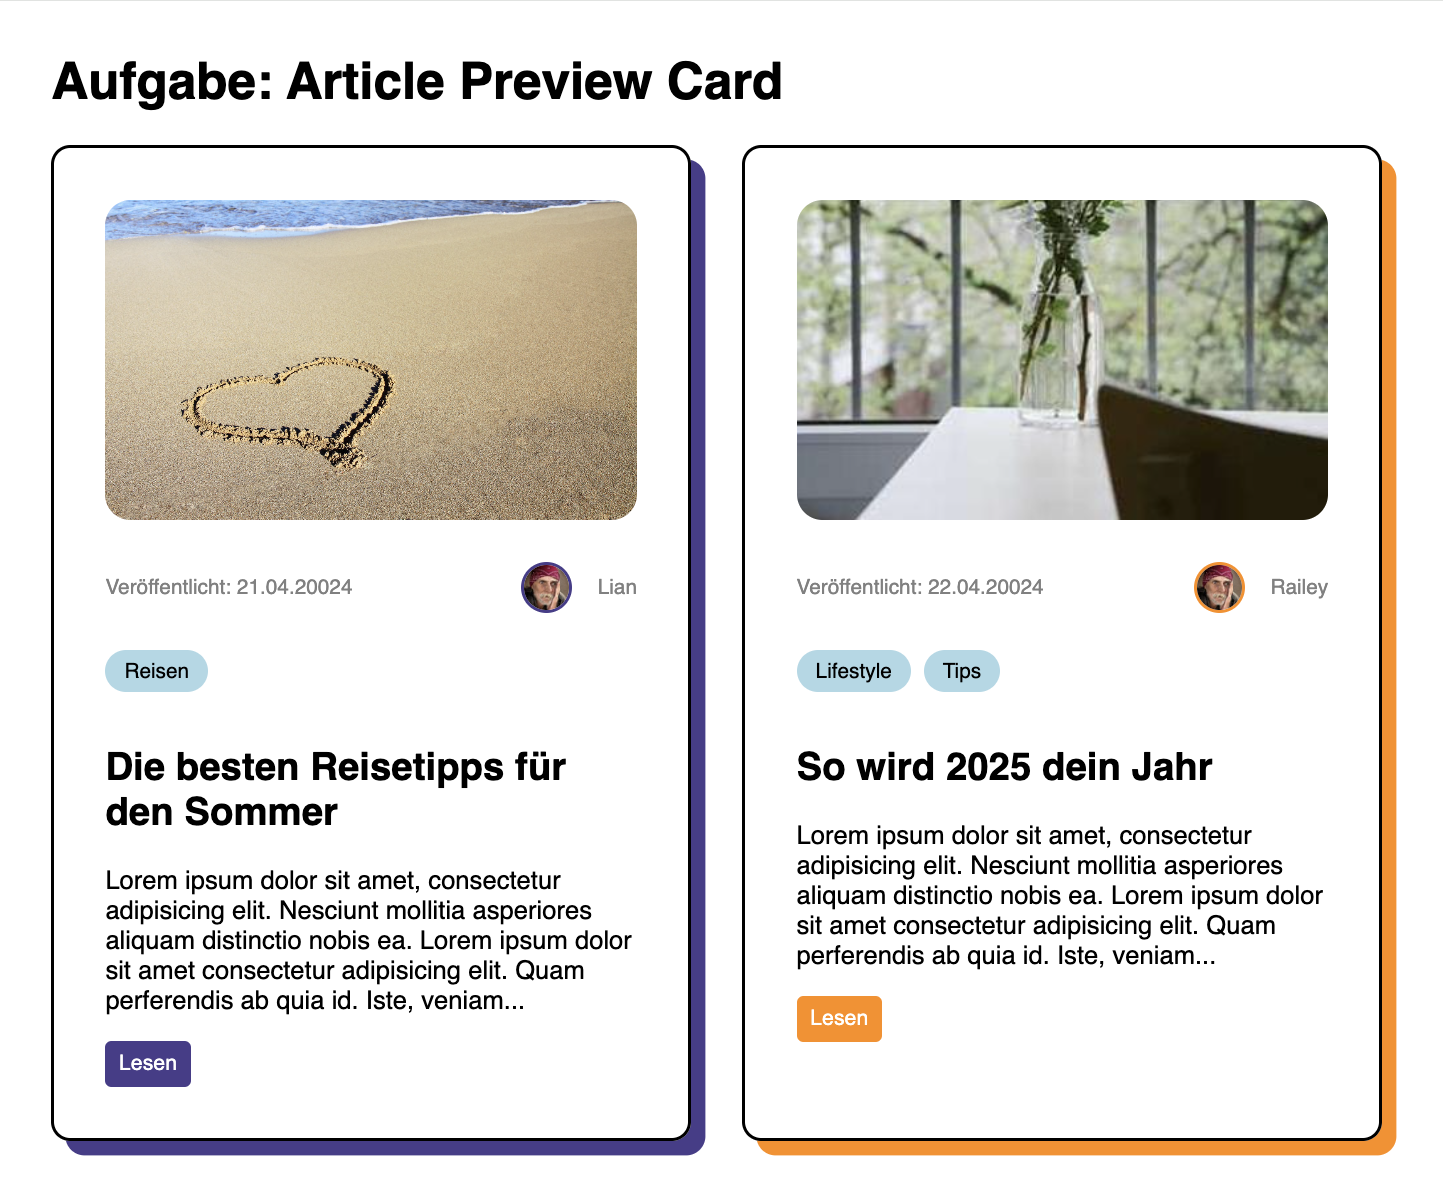 Aufgabe: Article Preview Card
Veröffentlicht: 21.04.20024
Lian
Reisen
Die besten Reisetipps für
den Sommer
Lorem ipsum dolor sit amet, consectetur
adipisicing elit. Nesciunt mollitia asperiores
aliquam distinctio nobis ea. Lorem ipsum dolor
sit amet consectetur adipisicing elit. Quam
perferendis ab quia id. Iste, veniam...
Lesen
Veröffentlicht: 22.04.20024
Railey
Lifestyle
Tips
So wird 2025 dein Jahr
Lorem ipsum dolor sit amet, consectetur
adipisicing elit. Nesciunt mollitia asperiores
aliquam distinctio nobis ea. Lorem ipsum dolor
sit amet consectetur adipisicing elit. Quam
perferendis ab quia id. Iste, veniam...
Lesen